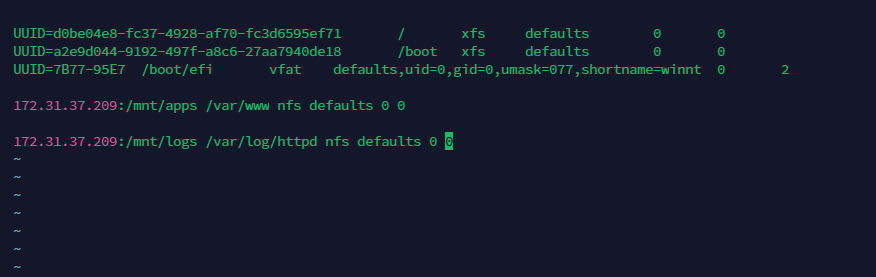 UUID=d0be04e8-fc37-4928-af70-fc3d6595ef71 / xfs defaults 0 0
UUID=a2e9d044-9192-497f-a8c6-27aa7940de18 /boot xfs defaults 0 0
UUID=7B77-95E7 /boot/efi vfat defaults,uid=0,gid=0,umask=077,shortname=winnt 0 2
172.31.37.209:/mnt/apps /var/www nfs defaults 0 0
172.31.37.209:/mnt/logs /var/log/httpd nfs defaults 0 0
~
~
~
~
~
~
~